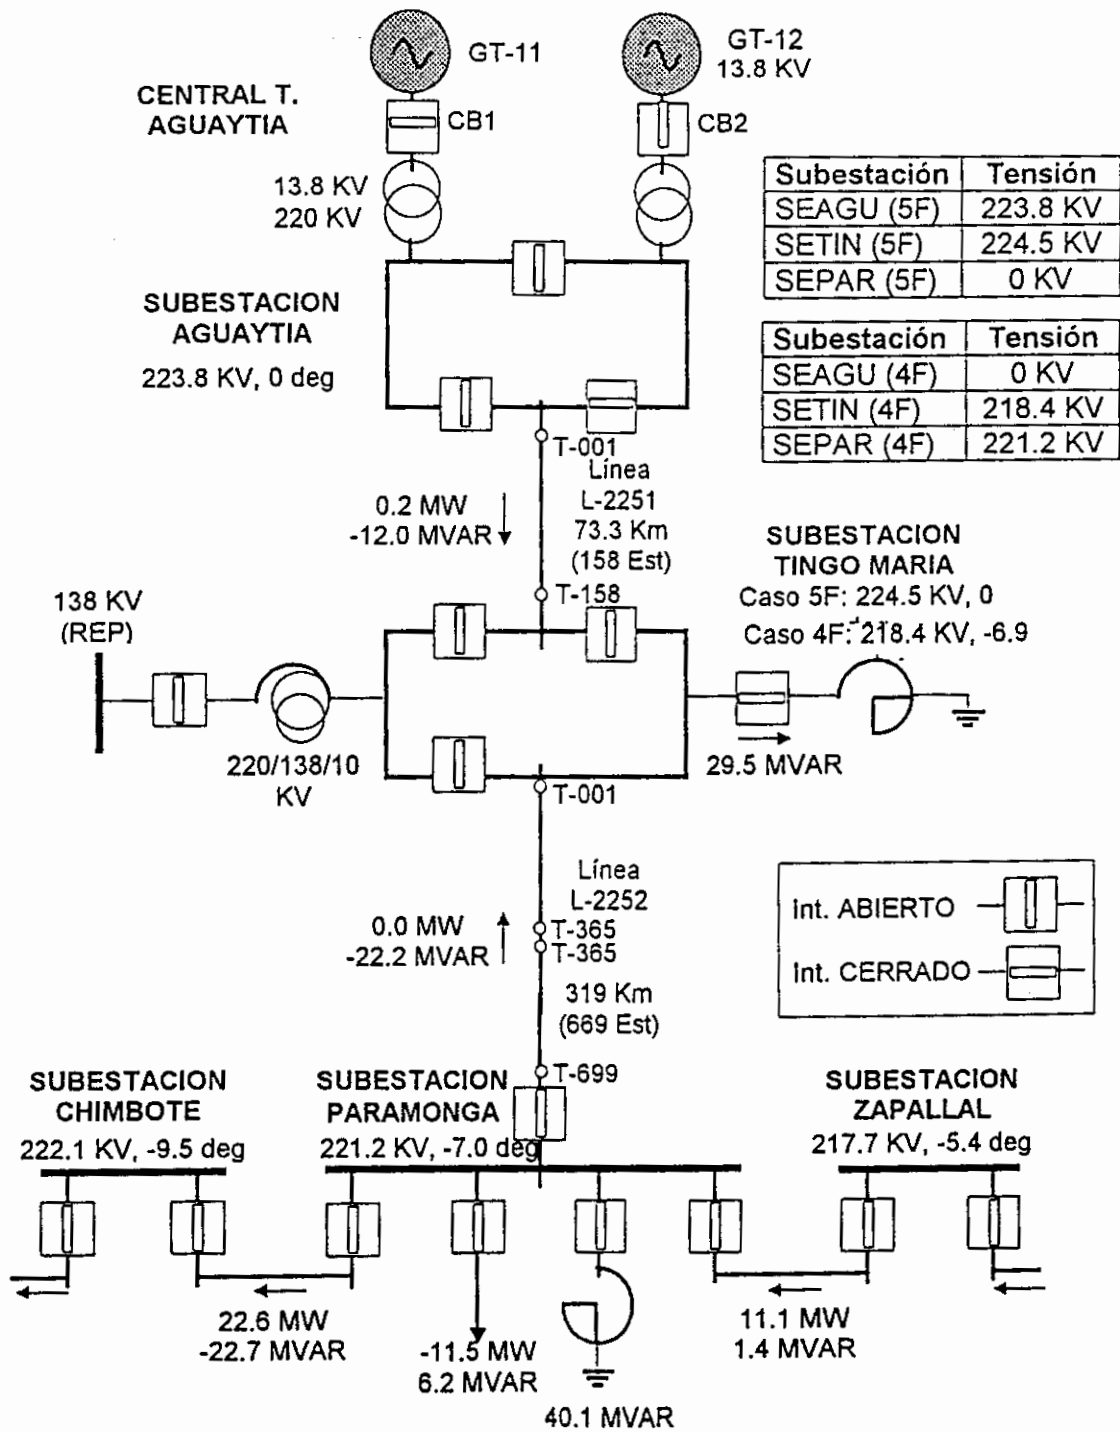 GT-11
GT-12
13.8 KV
CENTRAL T.
AGUAYTIA
CB1
CB2
13.8 KV
220 KV
Subestación Tensión
SEAGU (5F) 223.8 KV
SETIN (5F) 224.5 KV
SEPAR (5F) 0 KV
SUBESTACION
AGUAYTIA
223.8 KV, 0 deg
Subestación Tensión
SEAGU (4F) 0 KV
SETIN (4F) 218.4 KV
SEPAR (4F) 221.2 KV
T-001
Línea
L-2251
73.3 Km
(158 Est)
0.2 MW
-12.0 MVAR
T-158
SUBESTACION
TINGO MARIA
Caso 5F: 224.5 KV, 0
Caso 4F: 218.4 KV, -6.9
138 KV
(REP)
220/138/10
KV
29.5 MVAR
T-001
Línea
L-2252
0.0 MW
-22.2 MVAR
T-365
T-365
319 Km
(669 Est)
T-699
Int. ABIERTO
Int. CERRADO
SUBESTACION
CHIMBOTE
222.1 KV, -9.5 deg
SUBESTACION
PARAMONGA
221.2 KV, -7.0 deg
SUBESTACION
ZAPALLAL
217.7 KV, -5.4 deg
22.6 MW
-22.7 MVAR
-11.5 MW
6.2 MVAR
40.1 MVAR
11.1 MW
1.4 MVAR